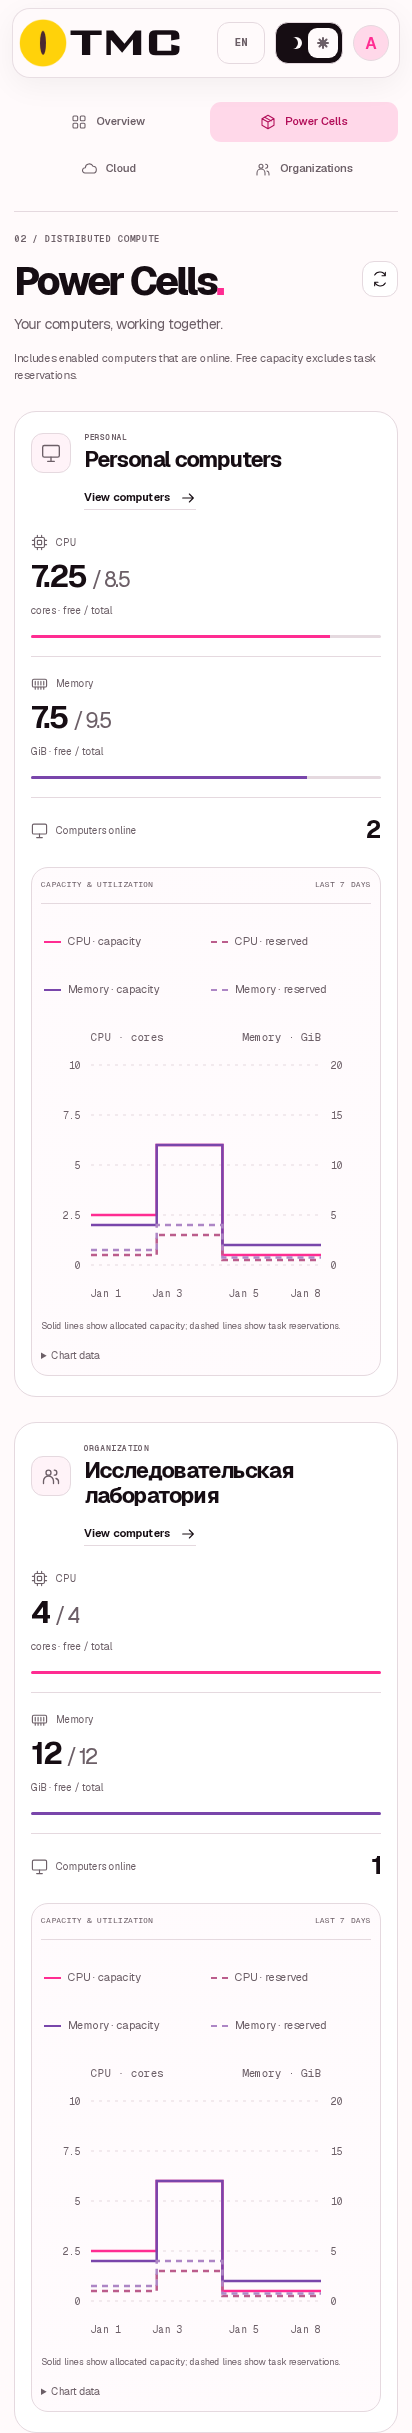 TMC
EN
A
Overview
Power Cells
Cloud
Organizations
02 / DISTRIBUTED COMPUTE
Power Cells.
Your computers, working together.
Includes enabled computers that are online. Free capacity excludes task
reservations.
PERSONAL
Personal computers
View computers →
CPU
7.25 / 8.5
cores · free / total
Memory
7.5 / 9.5
GiB · free / total
Computers online
2
CAPACITY & UTILIZATION
LAST 7 DAYS
CPU · capacity
CPU · reserved
Memory · capacity
Memory · reserved
CPU · cores
Memory · GiB
10
20
7.5
15
5
10
2.5
5
0
0
Jan 1
Jan 3
Jan 5
Jan 8
Solid lines show allocated capacity; dashed lines show task reservations.
▶ Chart data
ORGANIZATION
Исследовательская
лаборатория
View computers →
CPU
4 / 4
cores · free / total
Memory
12 / 12
GiB · free / total
Computers online
1
CAPACITY & UTILIZATION
LAST 7 DAYS
CPU · capacity
CPU · reserved
Memory · capacity
Memory · reserved
CPU · cores
Memory · GiB
10
20
7.5
15
5
10
2.5
5
0
0
Jan 1
Jan 3
Jan 5
Jan 8
Solid lines show allocated capacity; dashed lines show task reservations.
▶ Chart data